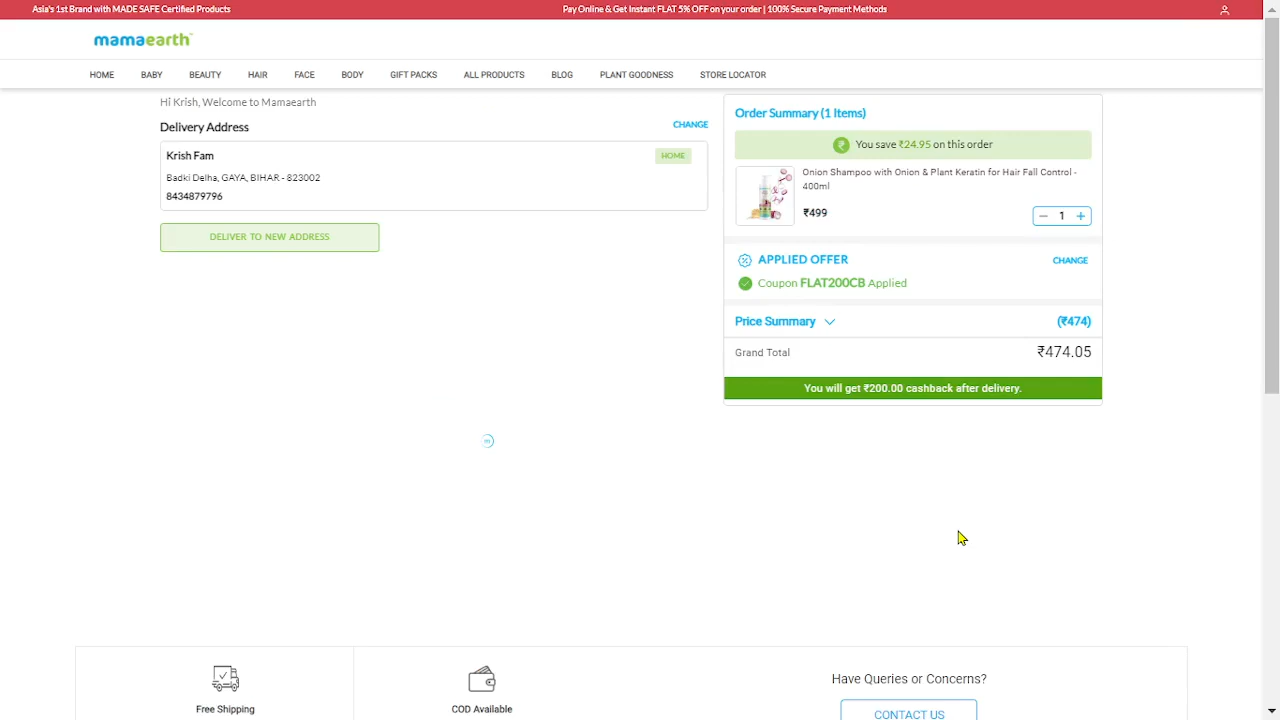 Asia's 1st Brand with MADE SAFE Certified Products
Pay Online & Get Instant FLAT 5% OFF on your order | 100% Secure Payment Methods
mamaearth
HOME BABY BEAUTY HAIR FACE BODY GIFT PACKS ALL PRODUCTS BLOG PLANT GOODNESS STORE LOCATOR
Hi Krish, Welcome to Mamaearth
Delivery Address
CHANGE
Krish Fam
HOME
Badki Delha, GAYA, BIHAR - 823002
8434879796
DELIVER TO NEW ADDRESS
Order Summary (1 Items)
You save ₹24.95 on this order
Onion Shampoo with Onion & Plant Keratin for Hair Fall Control -
400ml
₹499
− 1 +
APPLIED OFFER
CHANGE
Coupon FLAT200CB Applied
Price Summary (₹474)
Grand Total ₹474.05
You will get ₹200.00 cashback after delivery.
Free Shipping
COD Available
Have Queries or Concerns?
CONTACT US